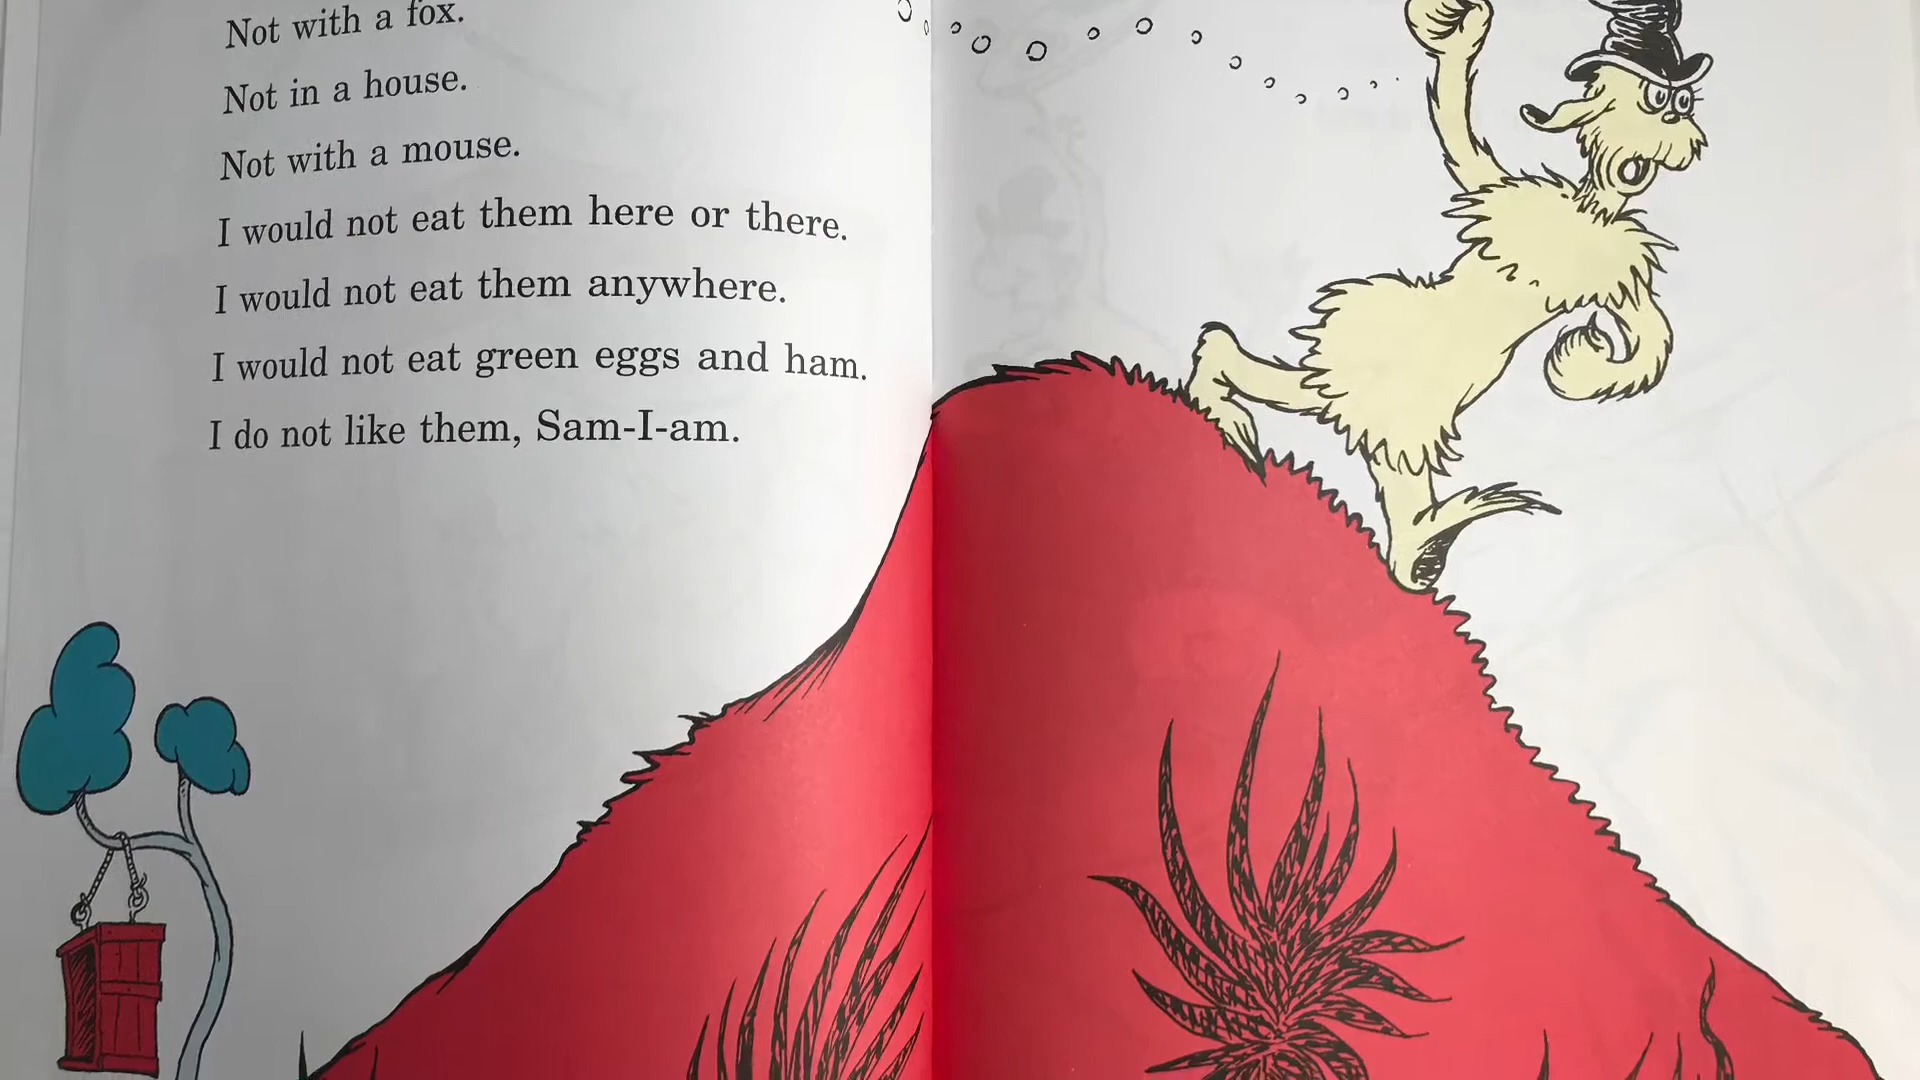 Not with a fox.
Not in a house.
Not with a mouse.
I would not eat them here or there.
I would not eat them anywhere.
I would not eat green eggs and ham.
I do not like them, Sam-I-am.